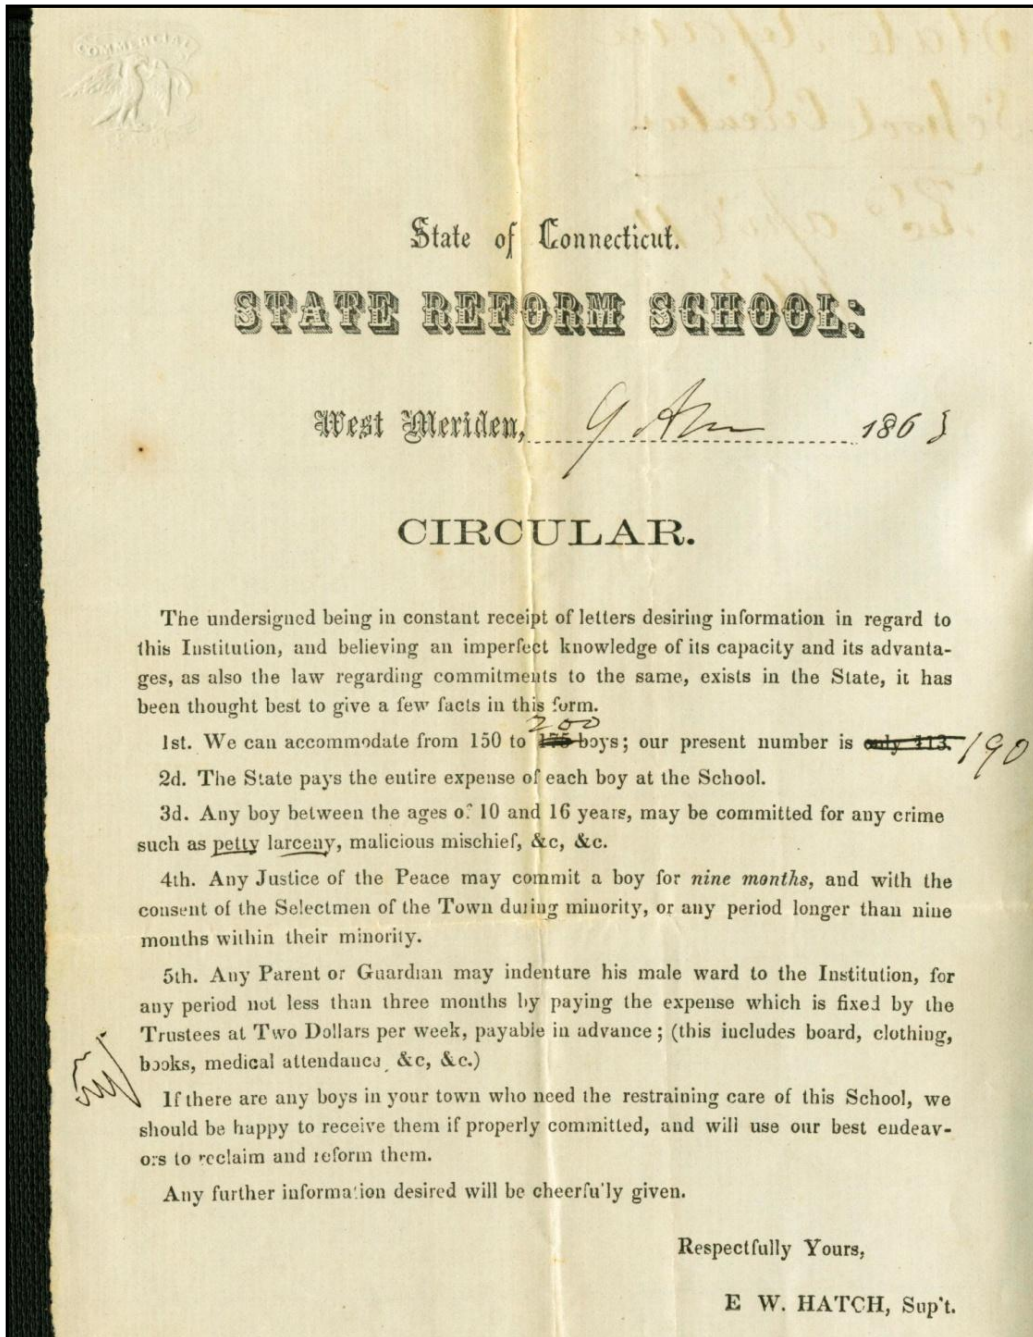 COMMERCIAL
State of Connecticut.
STATE REFORM SCHOOL:
West Meriden, 9 1863
CIRCULAR.
The undersigned being in constant receipt of letters desiring information in regard to
this Institution, and believing an imperfect knowledge of its capacity and its advanta-
ges, as also the law regarding commitments to the same, exists in the State, it has
been thought best to give a few facts in this form.
200
1st. We can accommodate from 150 to 175 boys; our present number is only 113. 190
2d. The State pays the entire expense of each boy at the School.
3d. Any boy between the ages of 10 and 16 years, may be committed for any crime
such as petty larceny, malicious mischief, &c, &c.
4th. Any Justice of the Peace may commit a boy for nine months, and with the
consent of the Selectmen of the Town during minority, or any period longer than nine
months within their minority.
5th. Any Parent or Guardian may indenture his male ward to the Institution, for
any period not less than three months by paying the expense which is fixed by the
Trustees at Two Dollars per week, payable in advance; (this includes board, clothing,
books, medical attendance, &c, &c.)
If there are any boys in your town who need the restraining care of this School, we
should be happy to receive them if properly committed, and will use our best endeav-
ors to reclaim and reform them.
Any further information desired will be cheerfully given.
Respectfully Yours,
E W. HATCH, Sup't.